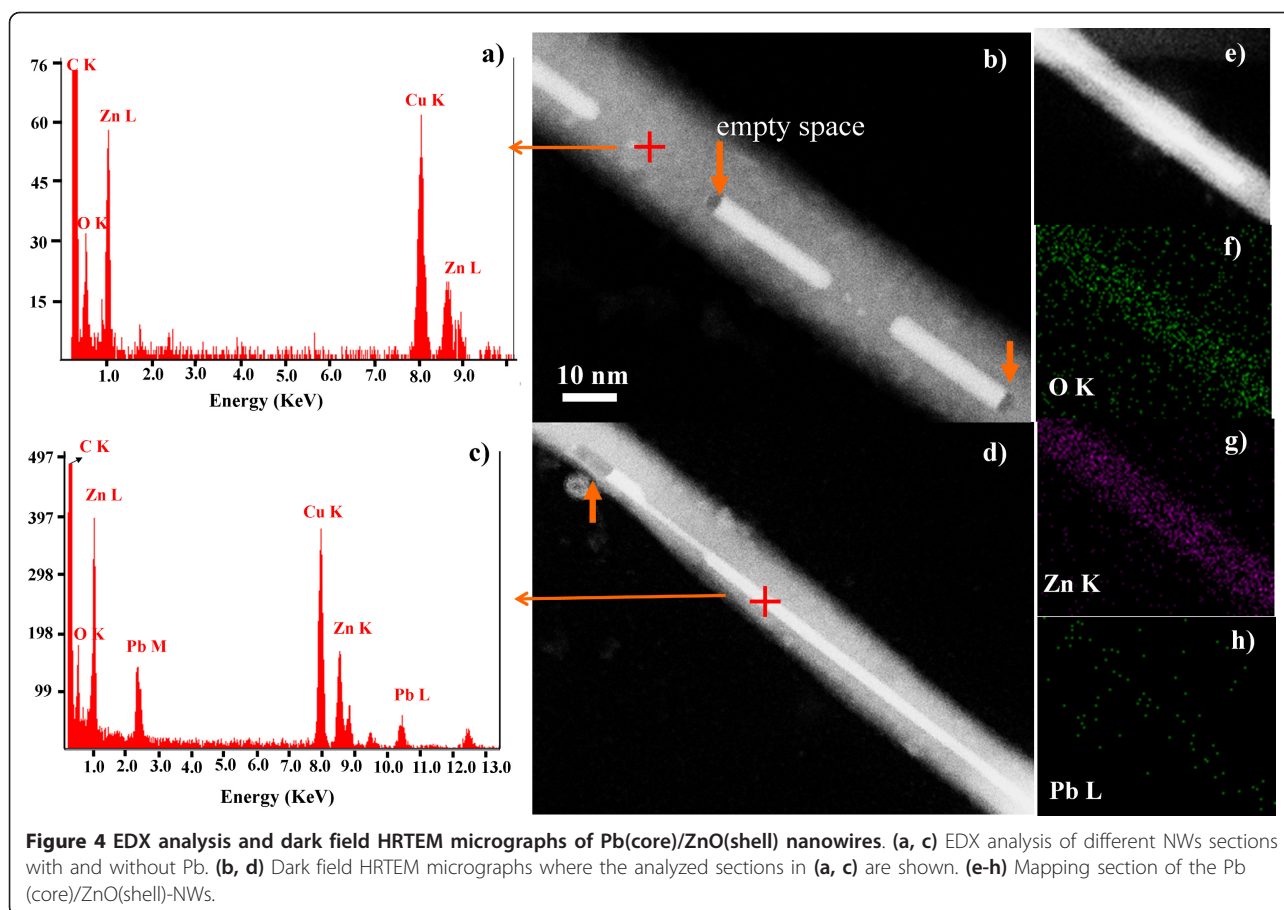 a)
76
60
45
30
15
C K
Zn L
O K
Cu K
Zn L
1.0 2.0 3.0 4.0 5.0 6.0 7.0 8.0 9.0
Energy (KeV)
b)
empty space
10 nm
c)
497
397
298
198
99
C K
Zn L
O K
Pb M
Cu K
Zn K
Pb L
1.0 2.0 3.0 4.0 5.0 6.0 7.0 8.0 9.0 10.0 11.0 12.0 13.0
Energy (KeV)
d)
e)
f)
O K
g)
Zn K
h)
Pb L
Figure 4 EDX analysis and dark field HRTEM micrographs of Pb(core)/ZnO(shell) nanowires. (a, c) EDX analysis of different NWs sections
with and without Pb. (b, d) Dark field HRTEM micrographs where the analyzed sections in (a, c) are shown. (e-h) Mapping section of the Pb
(core)/ZnO(shell)-NWs.